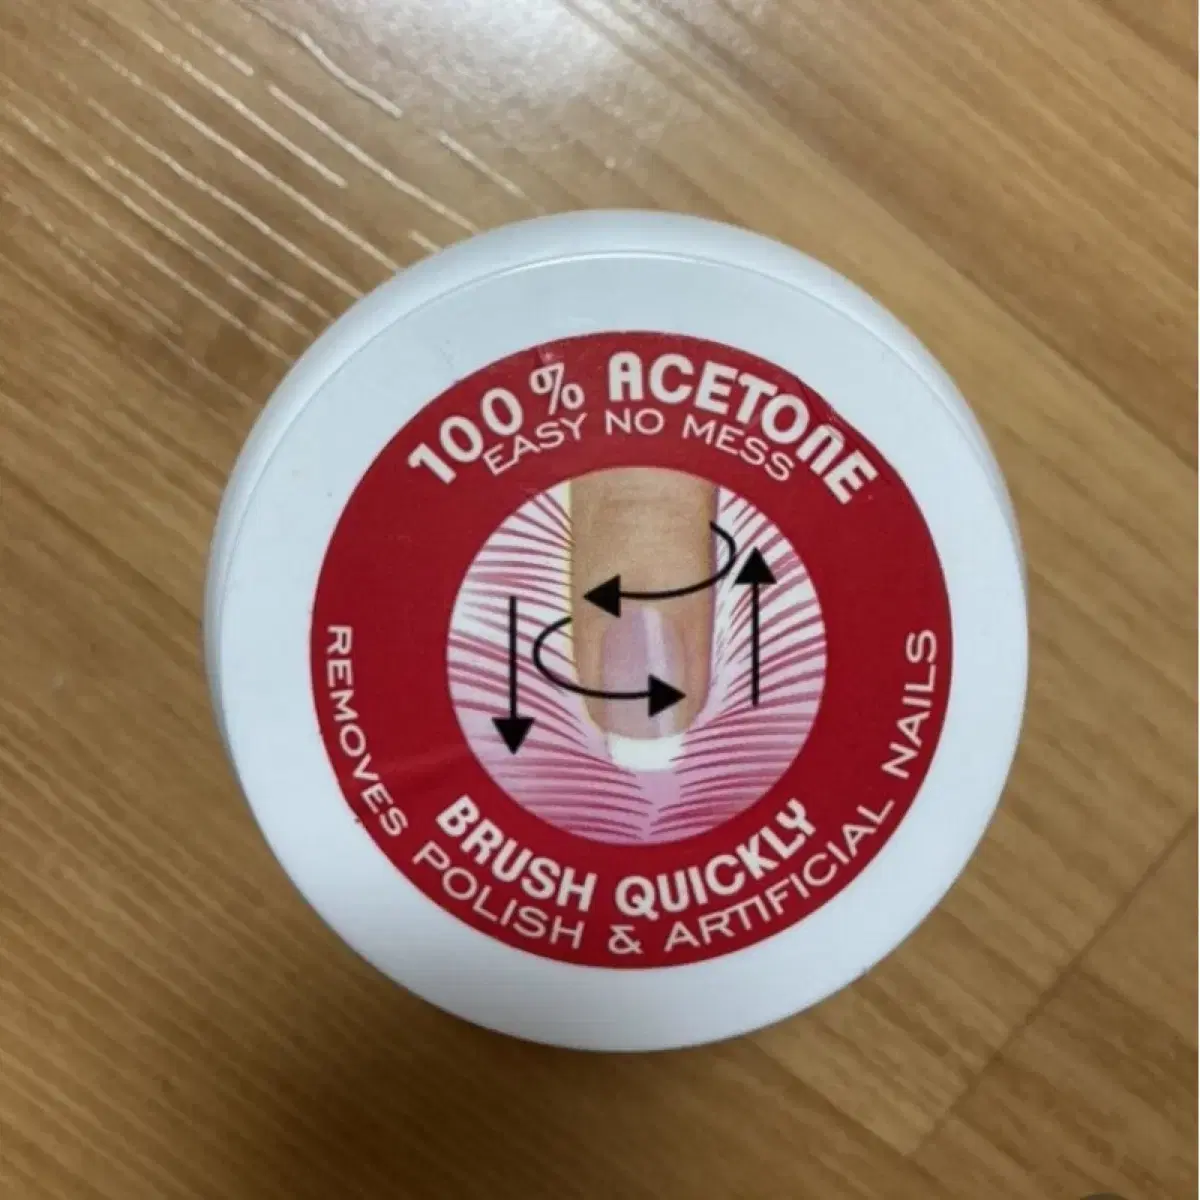 100% ACETONE
EASY NO MESS
BRUSH QUICKLY
REMOVES POLISH & ARTIFICIAL NAILS